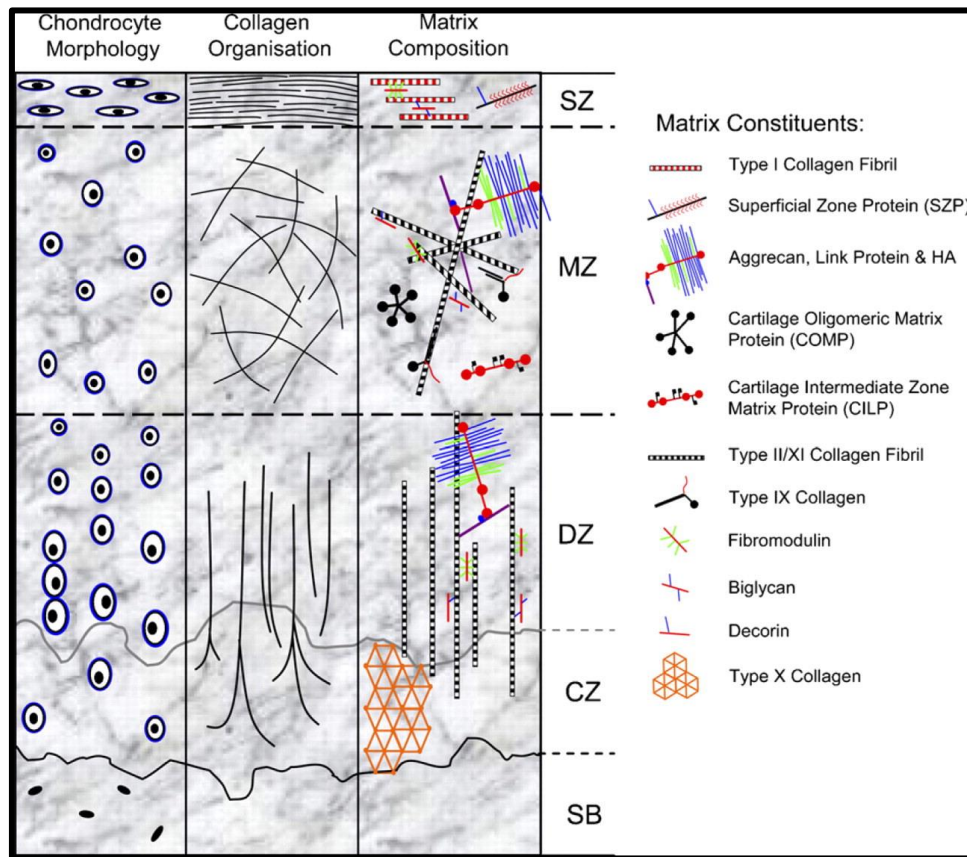 Chondrocyte
Morphology
Collagen
Organisation
Matrix
Composition
SZ
MZ
DZ
CZ
SB
Matrix Constituents:
Type I Collagen Fibril
Superficial Zone Protein (SZP)
Aggrecan, Link Protein & HA
Cartilage Oligomeric Matrix
Protein (COMP)
Cartilage Intermediate Zone
Matrix Protein (CILP)
Type II/XI Collagen Fibril
Type IX Collagen
Fibromodulin
Biglycan
Decorin
Type X Collagen